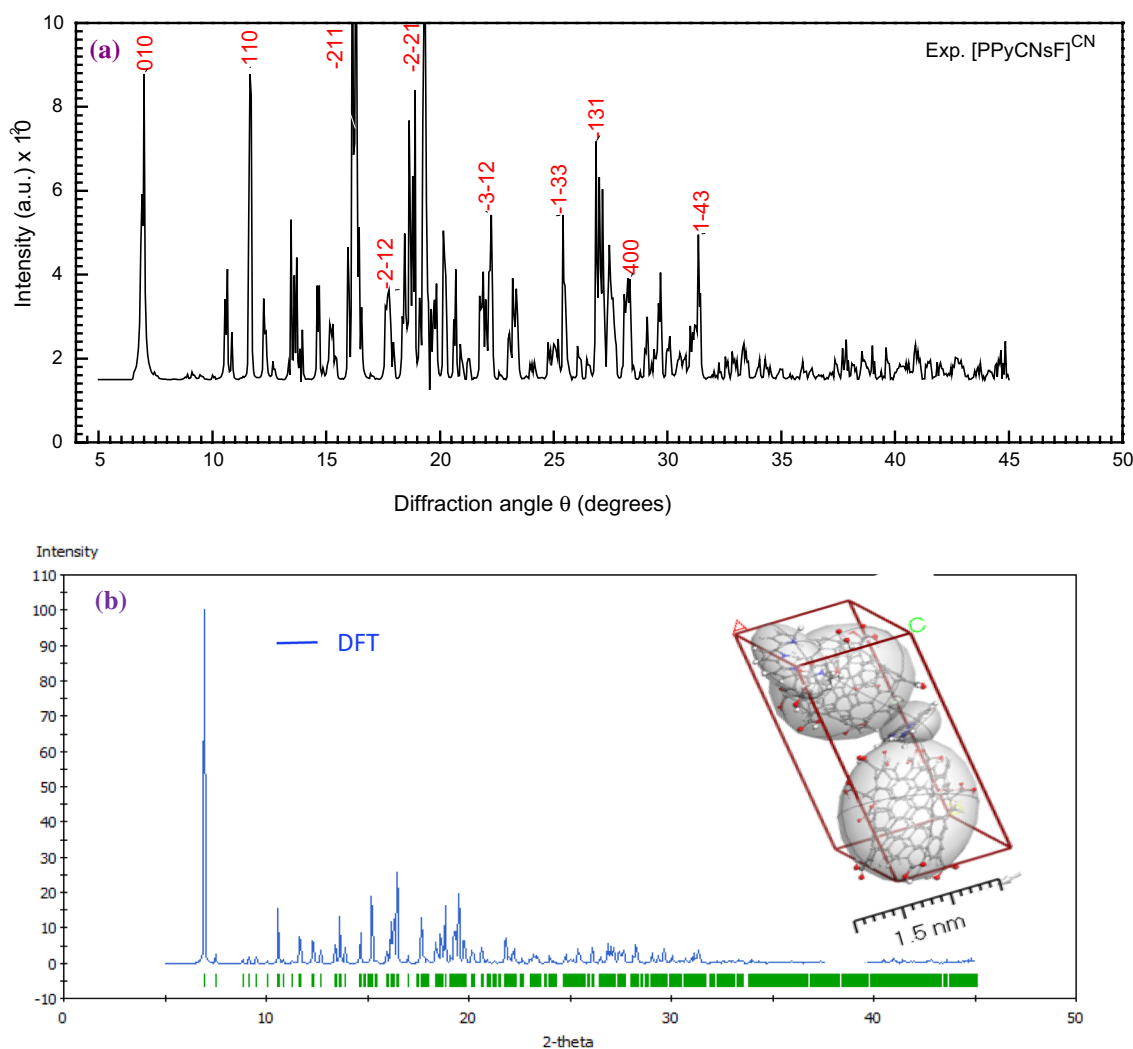 (a)
Exp. [PPyCNsF]CN
010
110
-211
-2-12
-2-21
-3-12
-1-33
-131
400
1-43
Intensity (a.u.) x 10
10
8
6
4
2
0
5 10 15 20 25 30 35 40 45 50
Diffraction angle θ (degrees)
Intensity
(b)
DFT
110
100
90
80
70
60
50
40
30
20
10
0
-10
0 10 20 30 40 50
2-theta
A
C
1.5 nm